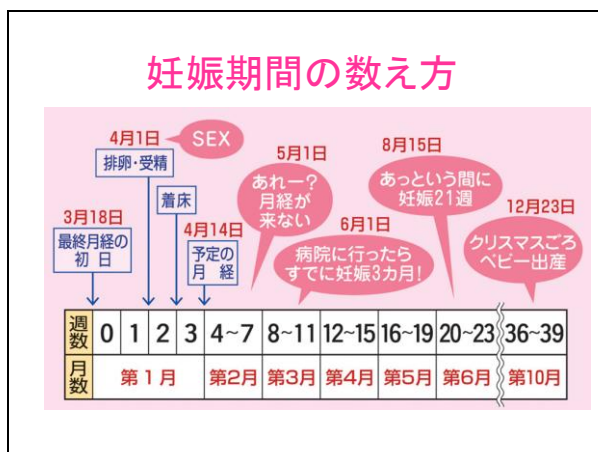 妊娠期間の数え方
4月1日
SEX
排卵・受精
着床
3月18日
最終月経の
初日
4月14日
予定の
月経
5月1日
あれー?
月経が
来ない
6月1日
病院に行ったら
すでに妊娠3カ月!
8月15日
あっという間に
妊娠21週
12月23日
クリスマスごろ
ベビー出産
週数 0 1 2 3 4~7 8~11 12~15 16~19 20~23 36~39
月数 第1月 第2月 第3月 第4月 第5月 第6月 第10月